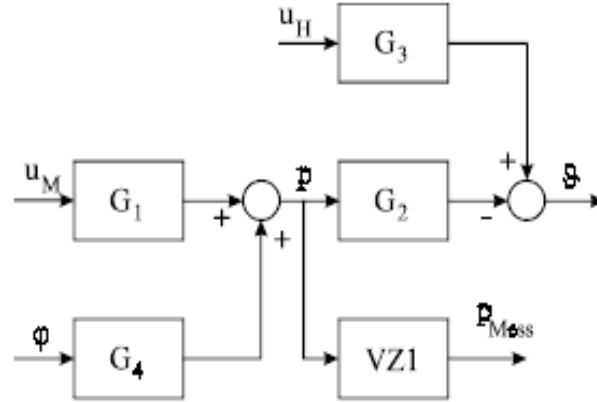 u_H
G_3
+
u_M
G_1
+
+
p
G_2
-
ϑ
φ
G_4
VZ1
p_Mess